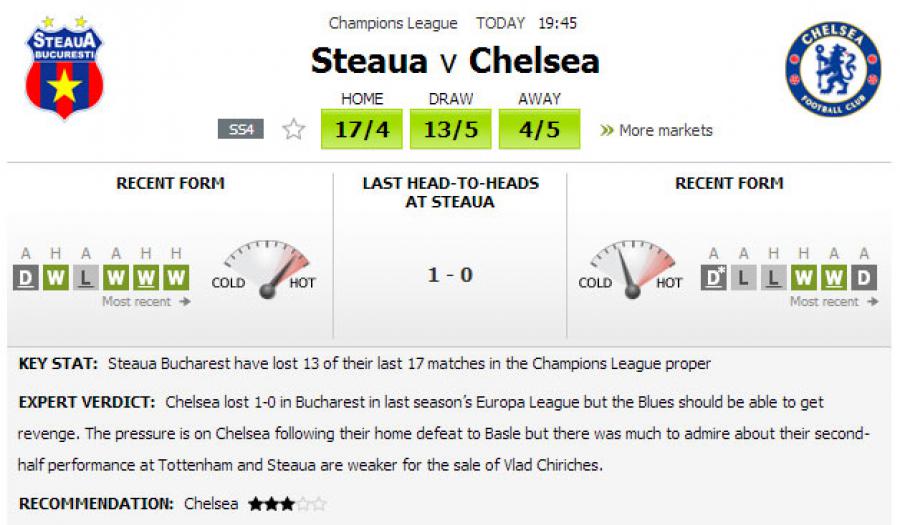 Champions League TODAY 19:45
STEAUA
BUCURESTI
Steaua v Chelsea
CHELSEA
FOOTBALL CLUB
HOME DRAW AWAY
SS4 17/4 13/5 4/5 » More markets
RECENT FORM
LAST HEAD-TO-HEADS
AT STEAUA
RECENT FORM
A H A A H H
D W L W W W
COLD HOT
Most recent →
1 - 0
COLD HOT
A A H H A A
D* L L W W D
Most recent →
KEY STAT: Steaua Bucharest have lost 13 of their last 17 matches in the Champions League proper
EXPERT VERDICT: Chelsea lost 1-0 in Bucharest in last season's Europa League but the Blues should be able to get
revenge. The pressure is on Chelsea following their home defeat to Basle but there was much to admire about their second-
half performance at Tottenham and Steaua are weaker for the sale of Vlad Chiriches.
RECOMMENDATION: Chelsea ★★★☆☆